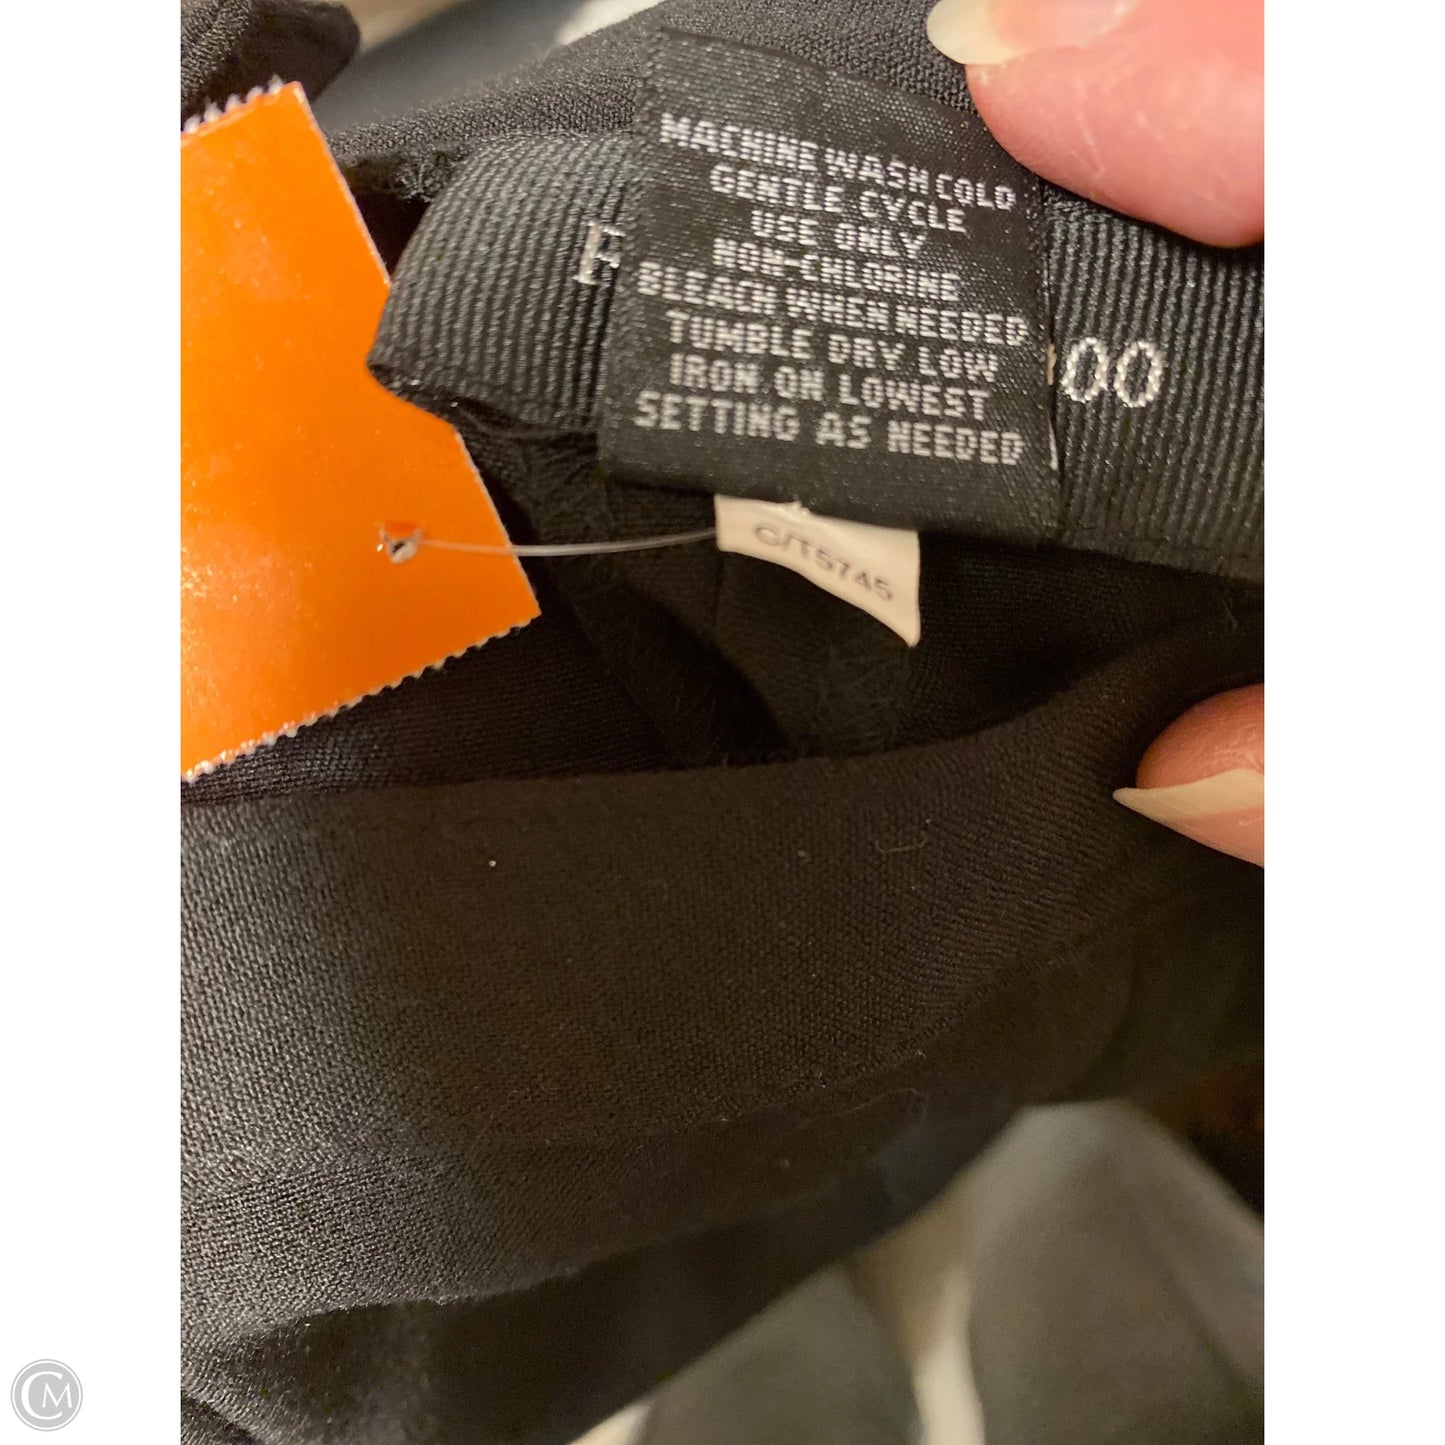 MACHINE WASH COLD
GENTLE CYCLE
USE ONLY
NON-CHLORINE
BLEACH WHEN NEEDED
TUMBLE DRY LOW
IRON ON LOWEST
SETTING AS NEEDED
F
00
C/T5745
CM